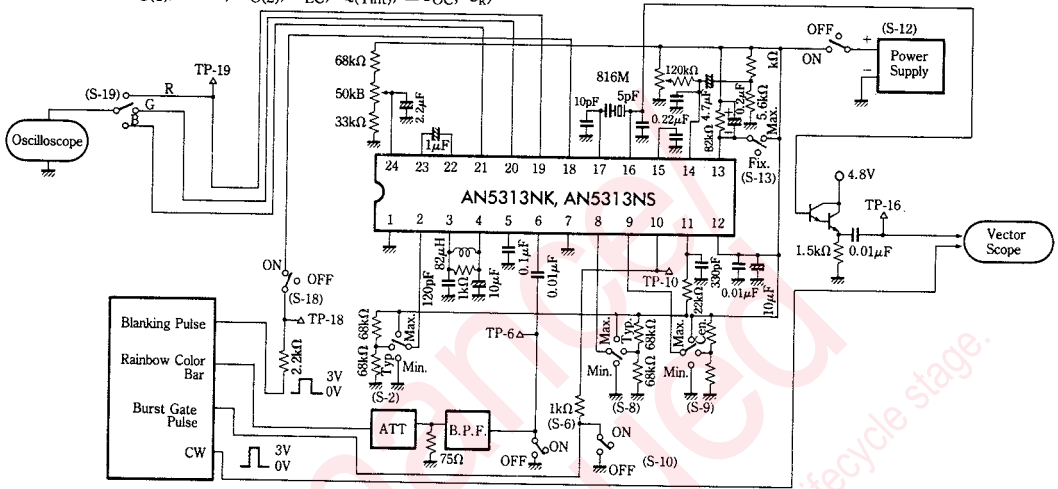 TP-19
(S-19)
R
G
B
Oscilloscope
68kΩ
50kB
33kΩ
2.2μF
1μF
816M
10pF
5pF
0.22μF
120kΩ
4.7μF
82kΩ
0.2μF
kΩ
5.6kΩ
Max.
Fix.
(S-13)
OFF
(S-12)
ON
+
−
Power
Supply
24 23 22 21 20 19 18 17 16 15 14 13
AN5313NK, AN5313NS
1 2 3 4 5 6 7 8 9 10 11 12
4.8V
TP-16
1.5kΩ
0.01μF
Vector
Scope
ON
OFF
(S-18)
TP-18
2.2kΩ
3V
0V
120pF
82μH
1kΩ
10μF
0.1μF
0.01μF
TP-10
22kΩ
330pF
0.01μF
10μF
TP-6
68kΩ
68kΩ
Typ
Max.
Min.
(S-2)
Max.
Typ.
Min.
68kΩ
68kΩ
(S-8)
Max.
Cen.
Min.
(S-9)
Blanking Pulse
Rainbow Color
Bar
Burst Gate
Pulse
CW
3V
0V
ATT
75Ω
B.P.F.
1kΩ
(S-6)
ON
OFF
ON
OFF
(S-10)
lifecycle stage.